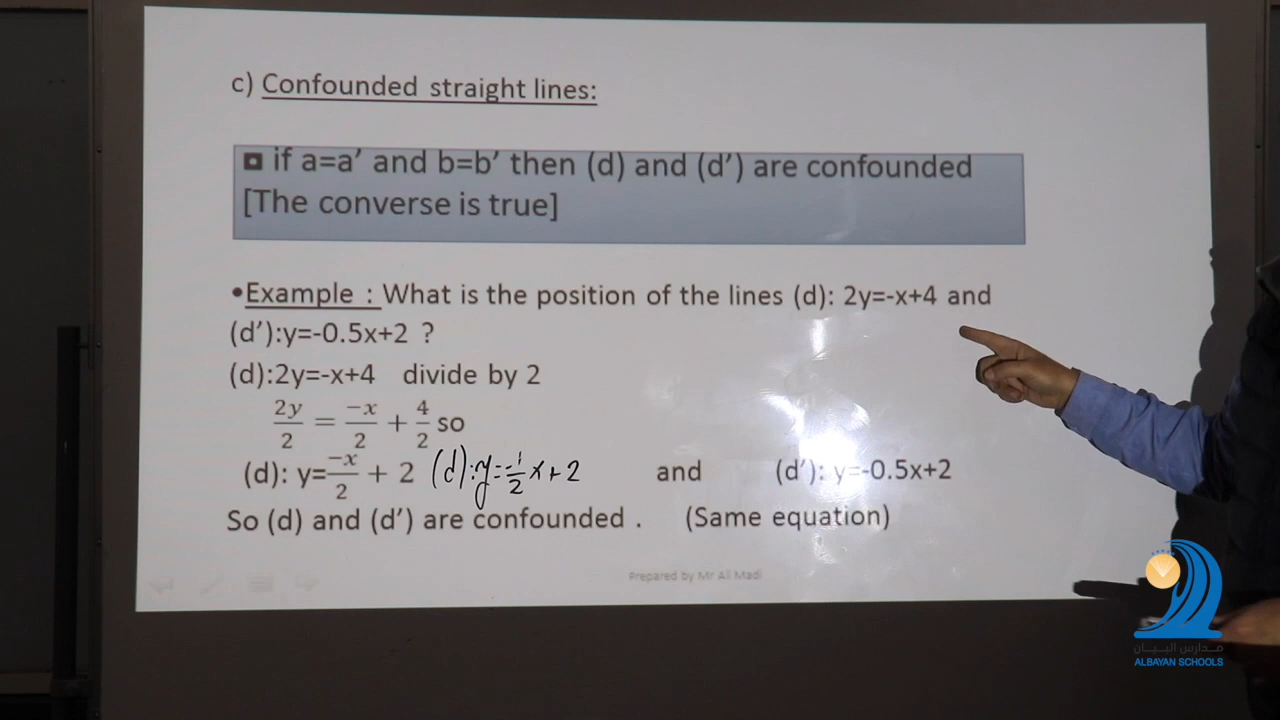 c) Confounded straight lines:
◘ if a=a’ and b=b’ then (d) and (d’) are confounded
[The converse is true]
•Example : What is the position of the lines (d): 2y=-x+4 and
(d’):y=-0.5x+2 ?
(d):2y=-x+4 divide by 2
2y/2 = -x/2 + 4/2 so
(d): y=-x/2 + 2 (d):y=-1/2 x+2 and (d’): y=-0.5x+2
So (d) and (d’) are confounded . (Same equation)
Prepared by Mr Ali Madi
مدارس البيان
ALBAYAN SCHOOLS